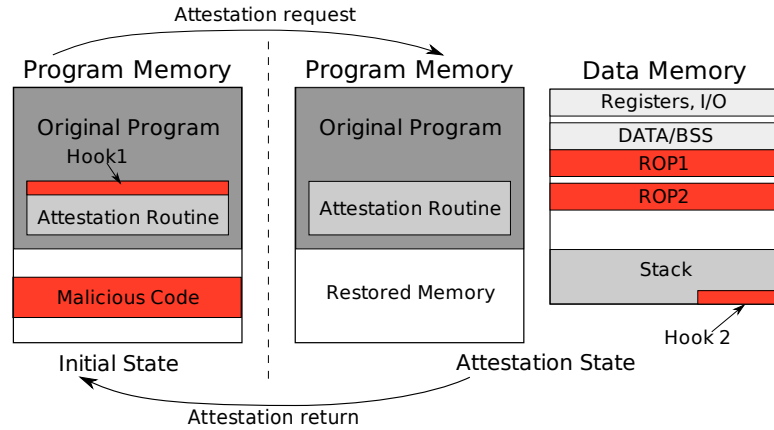 Attestation request
Program Memory
Program Memory
Data Memory
Original Program
Hook1
Attestation Routine
Malicious Code
Original Program
Attestation Routine
Restored Memory
Registers, I/O
DATA/BSS
ROP1
ROP2
Stack
Hook 2
Initial State
Attestation State
Attestation return